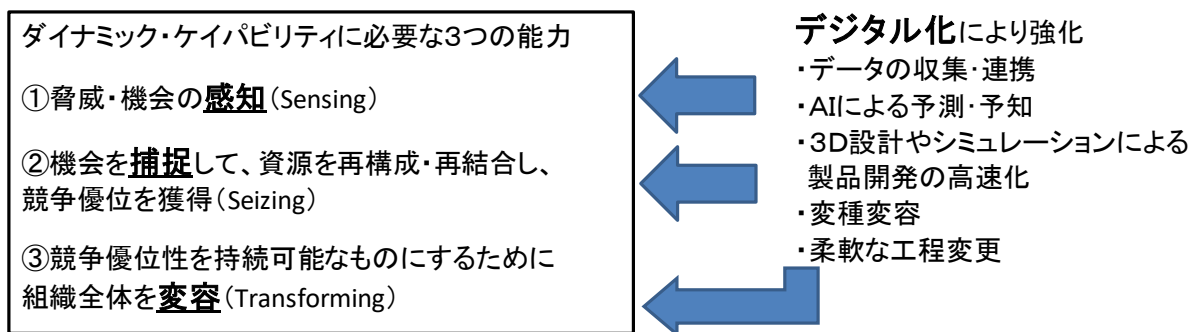 ダイナミック・ケイパビリティに必要な3つの能力
①脅威・機会の感知（Sensing）
②機会を捕捉して、資源を再構成・再結合し、
競争優位を獲得（Seizing）
③競争優位性を持続可能なものにするために
組織全体を変容（Transforming）
デジタル化により強化
・データの収集・連携
・AIによる予測・予知
・3D設計やシミュレーションによる
製品開発の高速化
・変種変容
・柔軟な工程変更